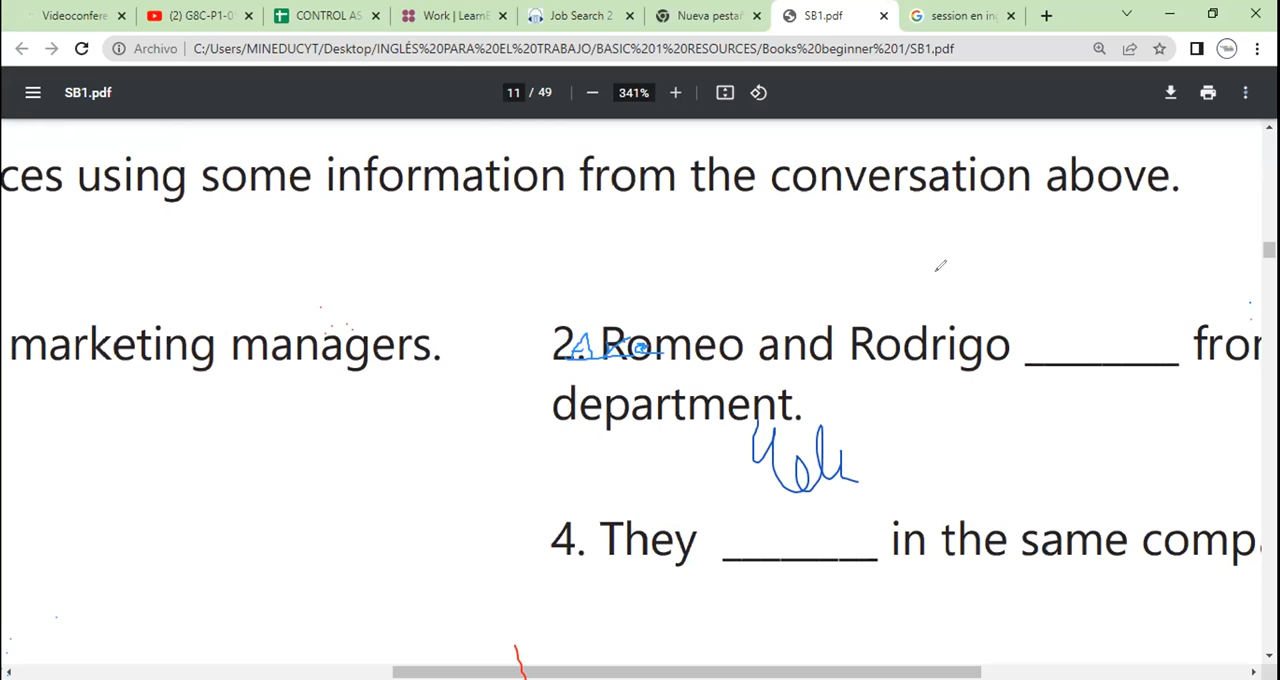 Videoconfere
(2) G8C-P1-0
CONTROL AS
Work | LearnE
Job Search 2
Nueva pesta
SB1.pdf
session en in
Archivo
C:/Users/MINEDUCYT/Desktop/INGLÉS%20PARA%20EL%20TRABAJO/BASIC%201%20RESOURCES/Books%20beginner%201/SB1.pdf
SB1.pdf
11 / 49
341%
ces using some information from the conversation above.
marketing managers.
2. Romeo and Rodrigo ________ from
department.
4. They ________ in the same compa